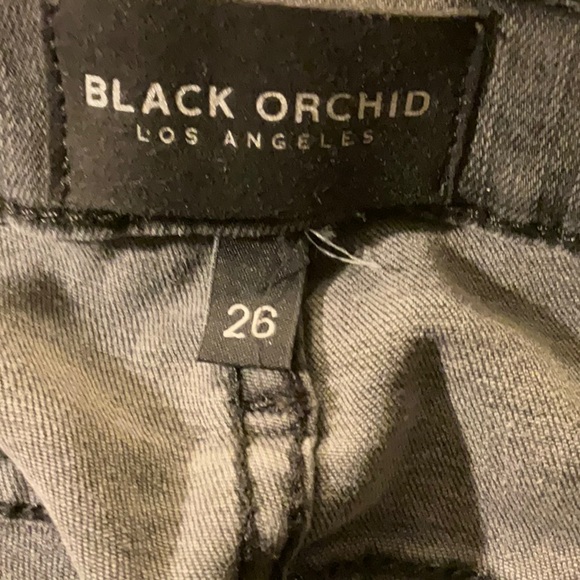 BLACK ORCHID
LOS ANGELES
26